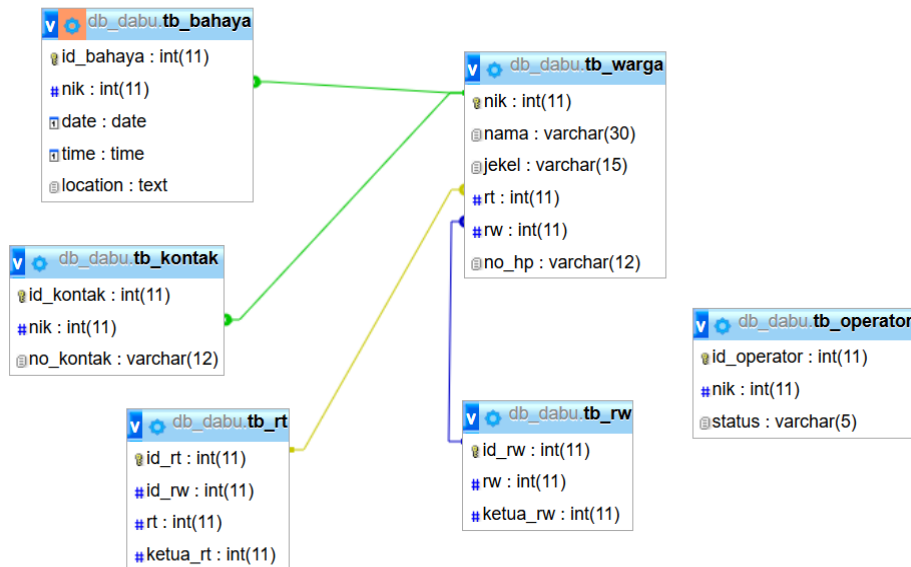 db_dabu.tb_bahaya
id_bahaya : int(11)
nik : int(11)
date : date
time : time
location : text
db_dabu.tb_warga
nik : int(11)
nama : varchar(30)
jekel : varchar(15)
rt : int(11)
rw : int(11)
no_hp : varchar(12)
db_dabu.tb_kontak
id_kontak : int(11)
nik : int(11)
no_kontak : varchar(12)
db_dabu.tb_operator
id_operator : int(11)
nik : int(11)
status : varchar(5)
db_dabu.tb_rt
id_rt : int(11)
id_rw : int(11)
rt : int(11)
ketua_rt : int(11)
db_dabu.tb_rw
id_rw : int(11)
rw : int(11)
ketua_rw : int(11)